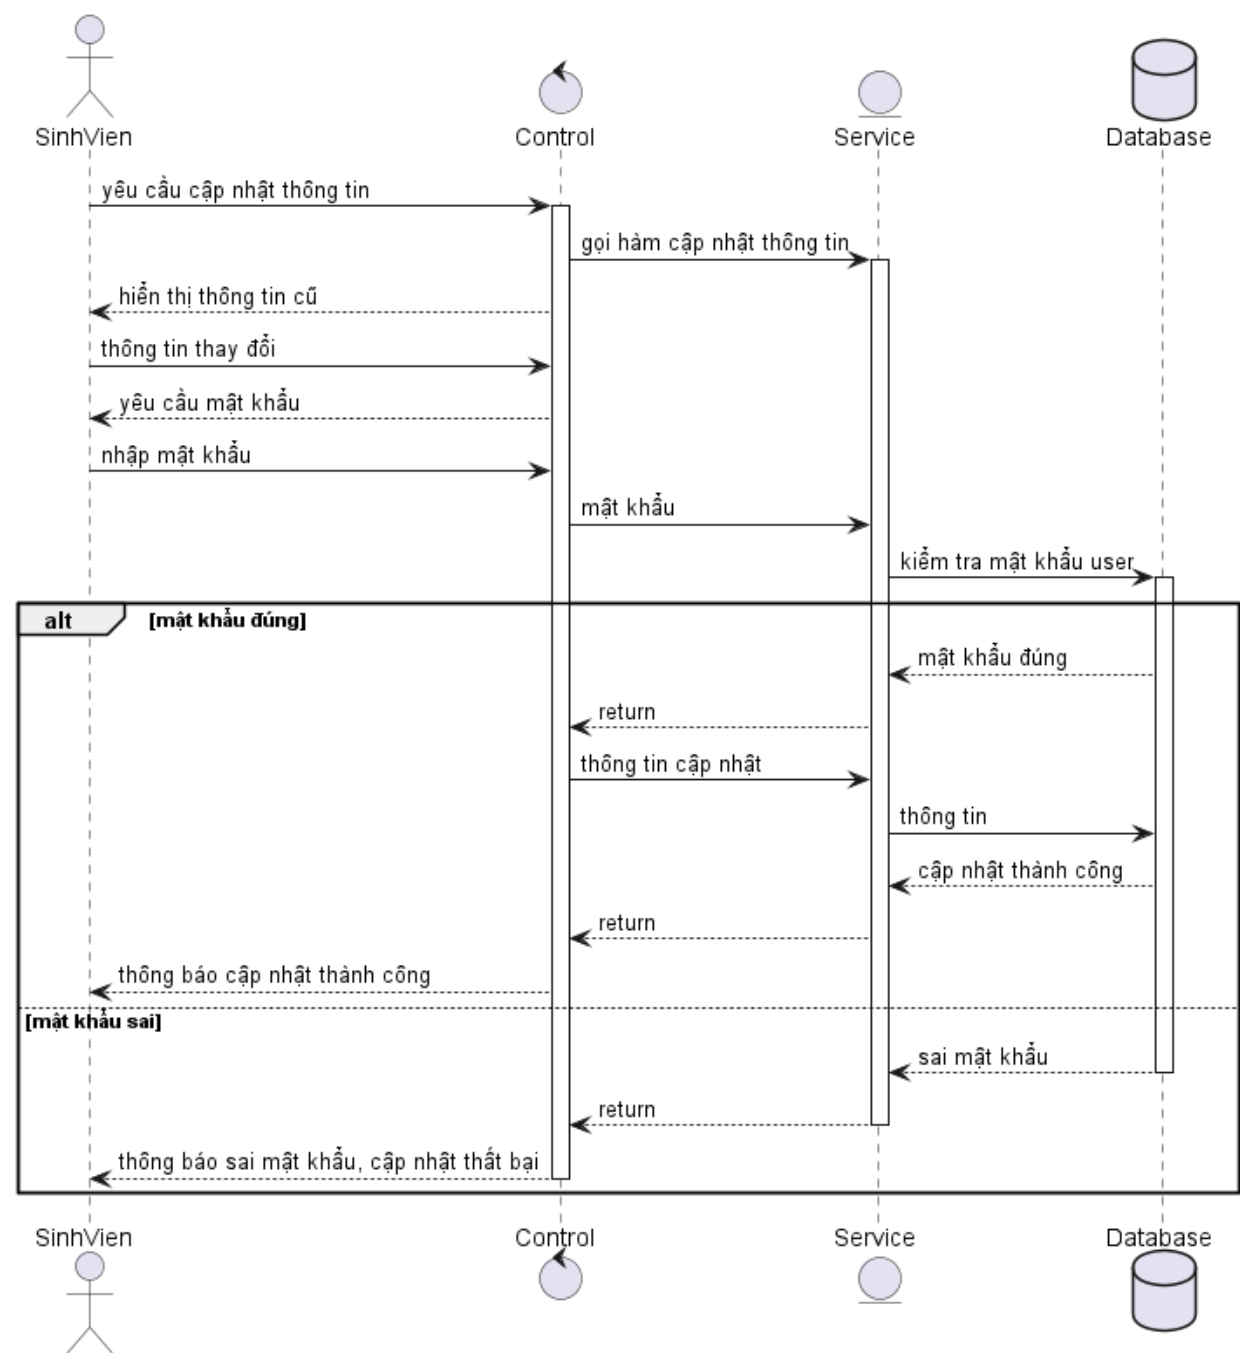 SinhVien Control Service Database
yêu cầu cập nhật thông tin
gọi hàm cập nhật thông tin
hiển thị thông tin cũ
thông tin thay đổi
yêu cầu mật khẩu
nhập mật khẩu
mật khẩu
kiểm tra mật khẩu user
alt [mật khẩu đúng]
mật khẩu đúng
return
thông tin cập nhật
thông tin
cập nhật thành công
return
thông báo cập nhật thành công
[mật khẩu sai]
sai mật khẩu
return
thông báo sai mật khẩu, cập nhật thất bại
SinhVien Control Service Database